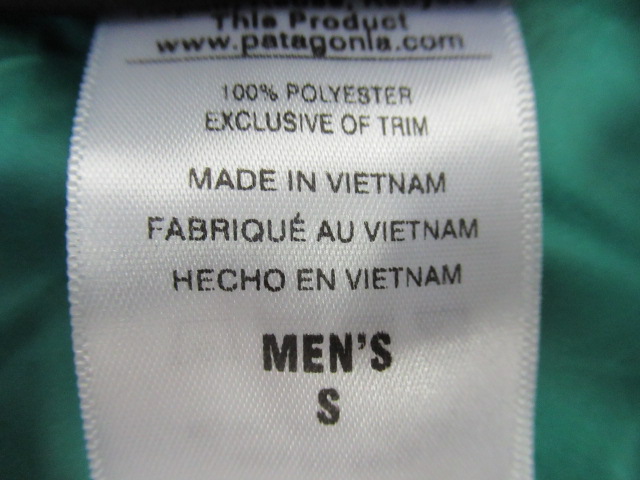 This Product
www.patagonia.com
100% POLYESTER
EXCLUSIVE OF TRIM
MADE IN VIETNAM
FABRIQUÉ AU VIETNAM
HECHO EN VIETNAM
MEN'S
S